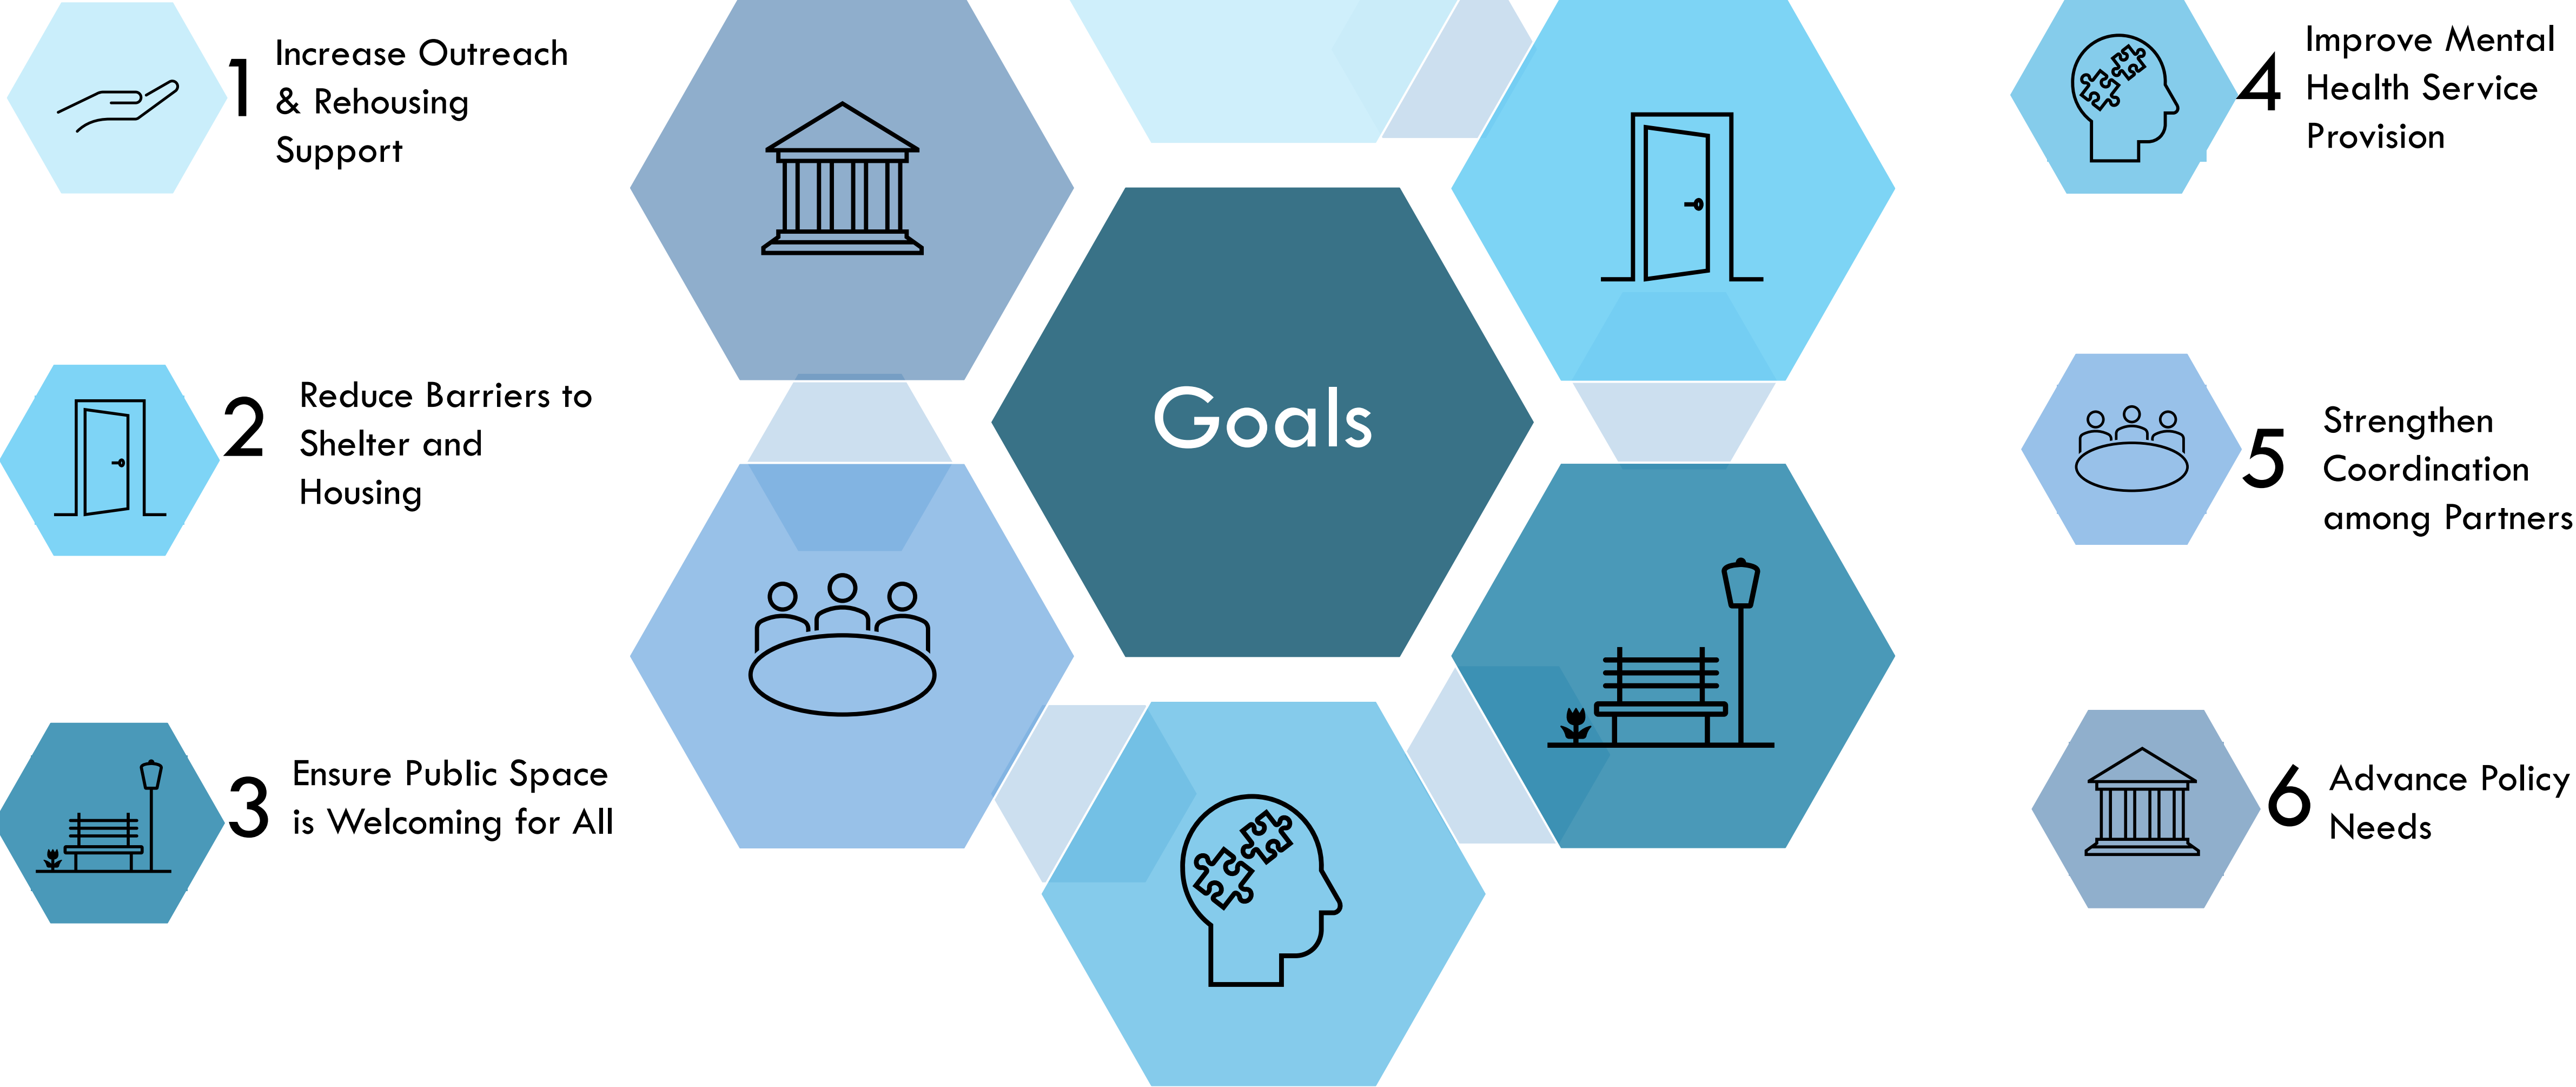 1
Increase Outreach
& Rehousing
Support
2
Reduce Barriers to
Shelter and
Housing
3
Ensure Public Space
is Welcoming for All
Goals
4
Improve Mental
Health Service
Provision
5
Strengthen
Coordination
among Partners
6
Advance Policy
Needs